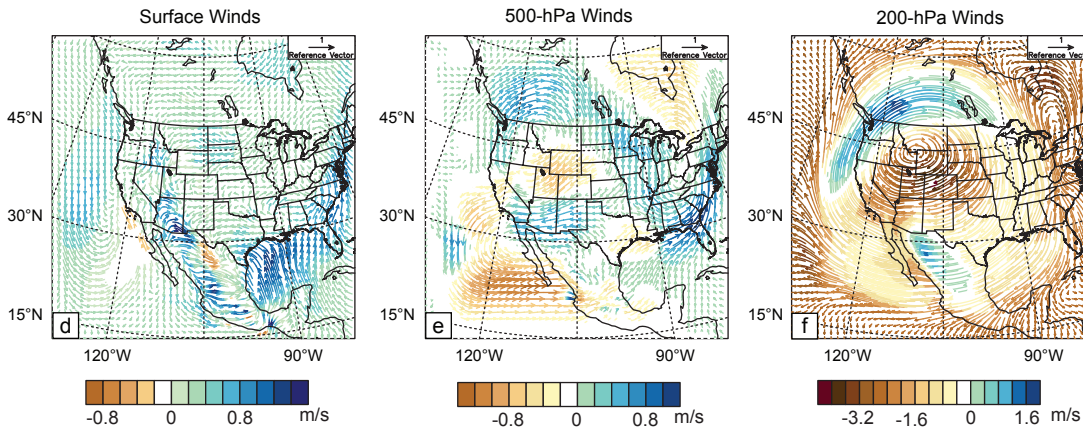 Surface Winds
500-hPa Winds
200-hPa Winds
1
Reference Vector
1
Reference Vector
1
Reference Vector
45°N
30°N
15°N
45°N
30°N
15°N
45°N
30°N
15°N
d
e
f
120°W 90°W
120°W 90°W
120°W 90°W
-0.8 0 0.8 m/s
-0.8 0 0.8 m/s
-3.2 -1.6 0 1.6 m/s